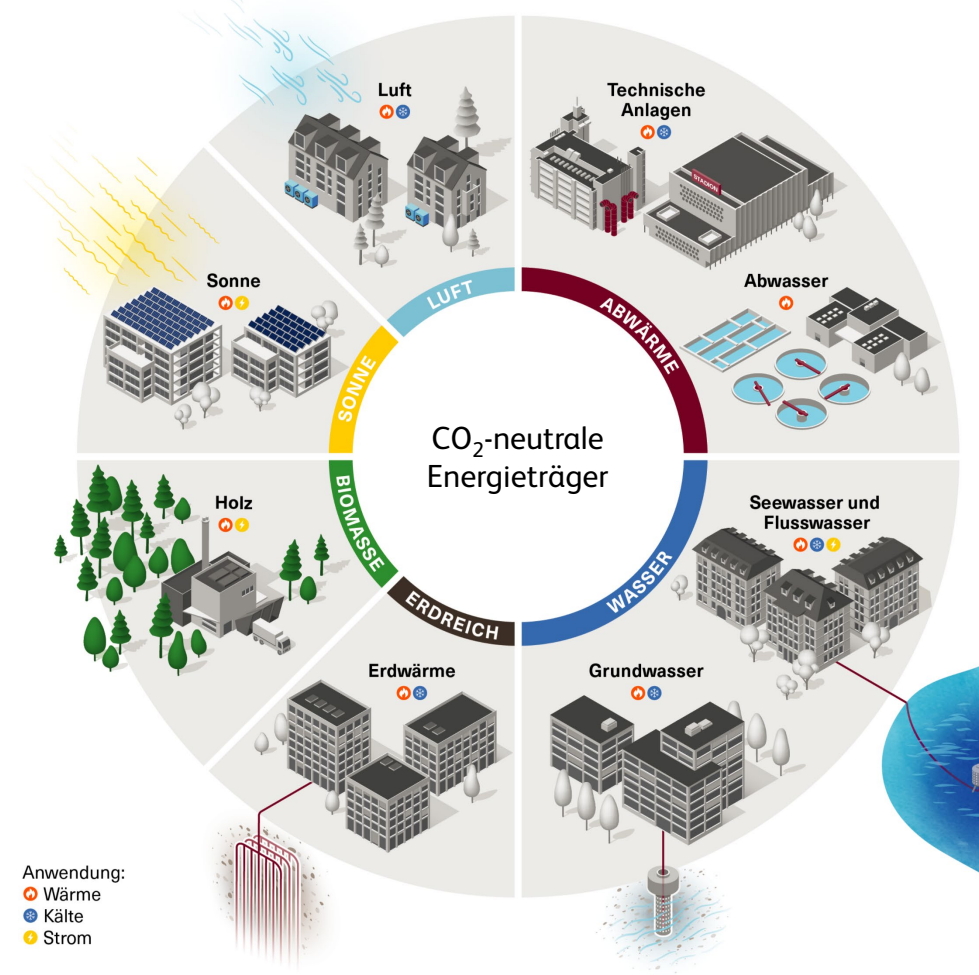 Luft
Technische
Anlagen
STADION
Sonne
Abwasser
LUFT
ABWÄRME
SONNE
CO₂-neutrale
Energieträger
BIOMASSE
WASSER
ERDREICH
Holz
Seewasser und
Flusswasser
Erdwärme
Grundwasser
Anwendung:
Wärme
Kälte
Strom